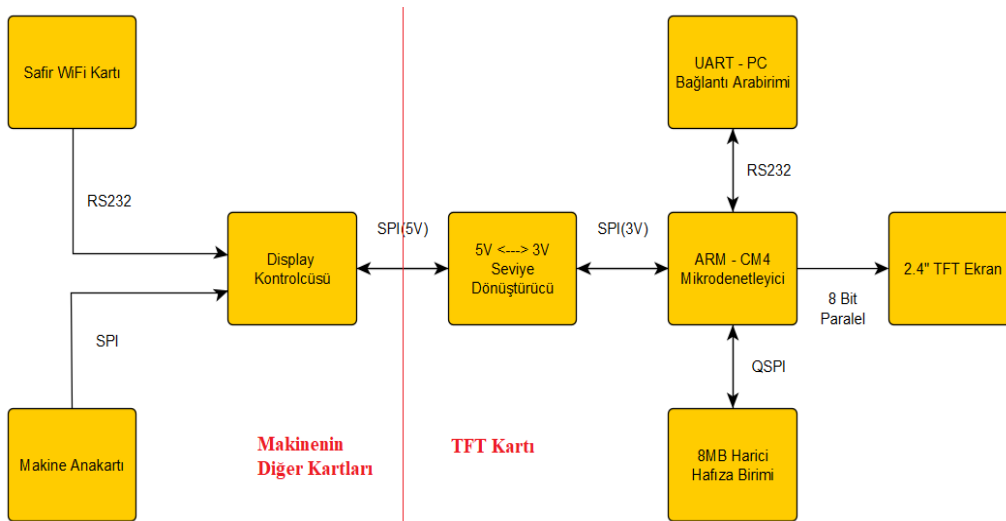 Safir WiFi Kartı
UART - PC
Bağlantı Arabirimi
RS232
RS232
Display
Kontrolcüsü
SPI(5V)
5V <---> 3V
Seviye
Dönüştürücü
SPI(3V)
ARM - CM4
Mikrodenetleyici
8 Bit
Paralel
2.4" TFT Ekran
SPI
QSPI
Makinenin
Diğer Kartları
TFT Kartı
Makine Anakartı
8MB Harici
Hafıza Birimi